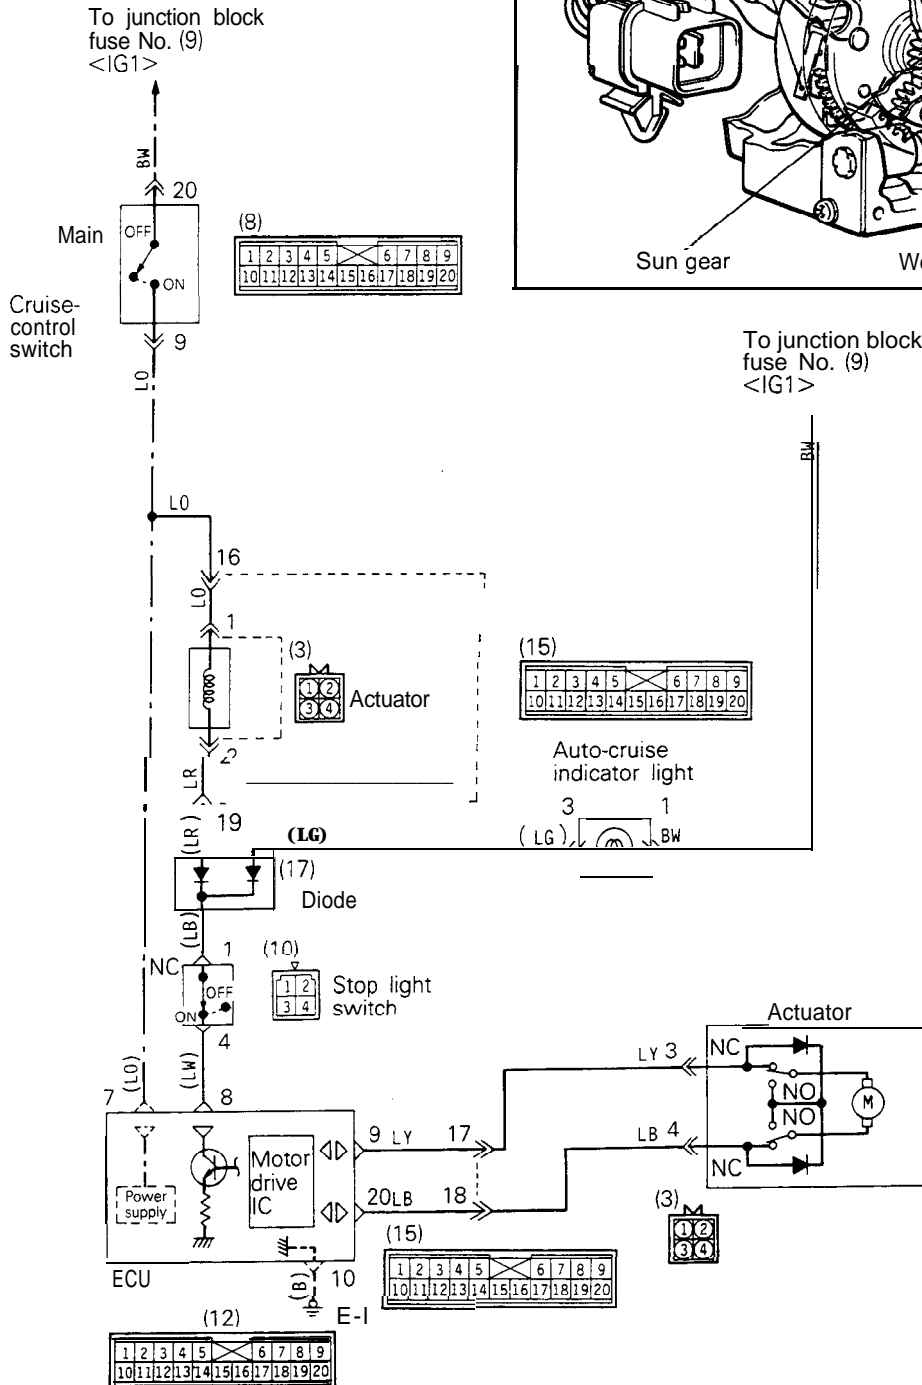 To junction block
fuse No. (9)
<IG1>
BW
20
Main
OFF
ON
(8)
1 2 3 4 5 6 7 8 9
10 11 12 13 14 15 16 17 18 19 20
Cruise-
control
switch
9
LO
Sun gear
To junction block
fuse No. (9)
<IG1>
BW
LO
16
LO
1
(3)
1 2
3 4
Actuator
2
LR
(15)
1 2 3 4 5 6 7 8 9
10 11 12 13 14 15 16 17 18 19 20
Auto-cruise
indicator light
3 1
(LG) BW
19
(LR)
(LG)
(17)
Diode
(LB)
1
(10)
NC
OFF
ON
1 2
3 4
Stop light
switch
4
(LO)
(LW)
7 8
Actuator
LY 3
NC
NO
NO
M
LB 4
NC
(3)
1 2
3 4
9 LY 17
20 LB 18
Motor
drive
IC
Power
supply
ECU
(B)
10
E-I
(15)
1 2 3 4 5 6 7 8 9
10 11 12 13 14 15 16 17 18 19 20
(12)
1 2 3 4 5 6 7 8 9
10 11 12 13 14 15 16 17 18 19 20